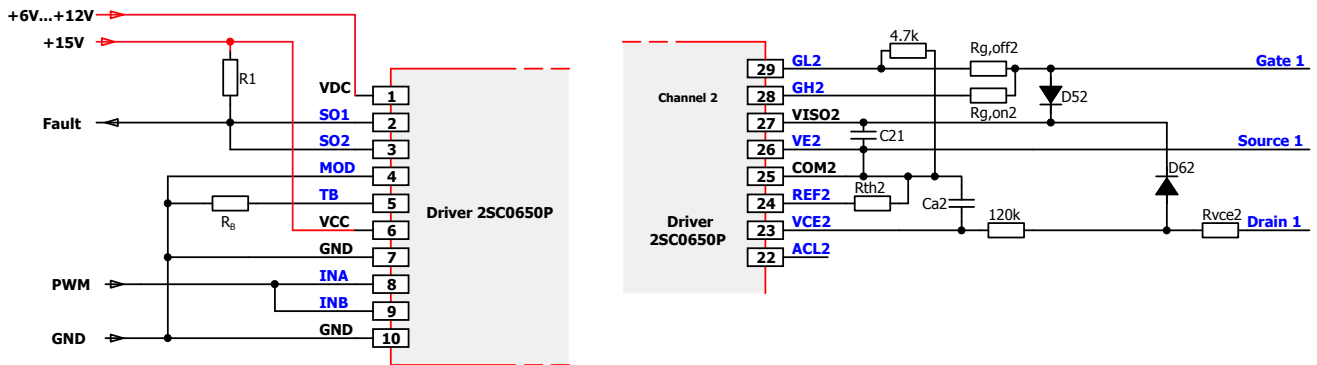 +6V...+12V
+15V
R1
VDC
1
Fault
SO1
2
SO2
3
MOD
4
TB
5
R_B
VCC
6
Driver 2SC0650P
GND
7
PWM
INA
8
INB
9
GND
GND
10
4.7k
Rg,off2
29
GL2
Gate 1
Channel 2
28
GH2
Rg,on2
D52
27
VISO2
C21
26
VE2
Source 1
25
COM2
D62
Rth2
24
REF2
Ca2
Driver
2SC0650P
23
VCE2
120k
Rvce2
Drain 1
22
ACL2